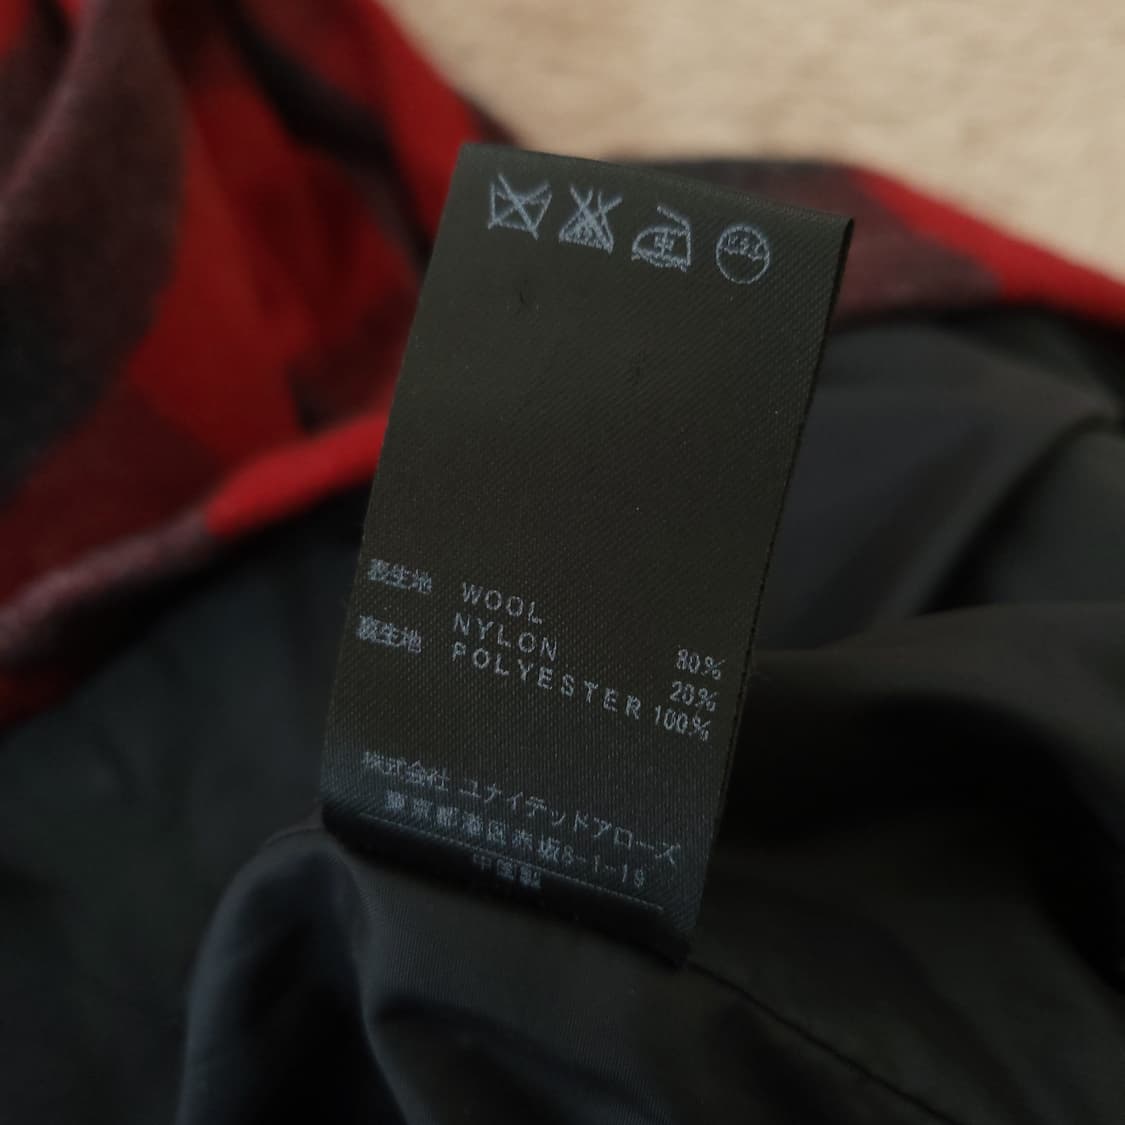 中
表生地 WOOL 80%
NYLON 20%
裏生地 POLYESTER 100%
株式会社 ユナイテッドアローズ
東京都港区赤坂8-1-19
中国製